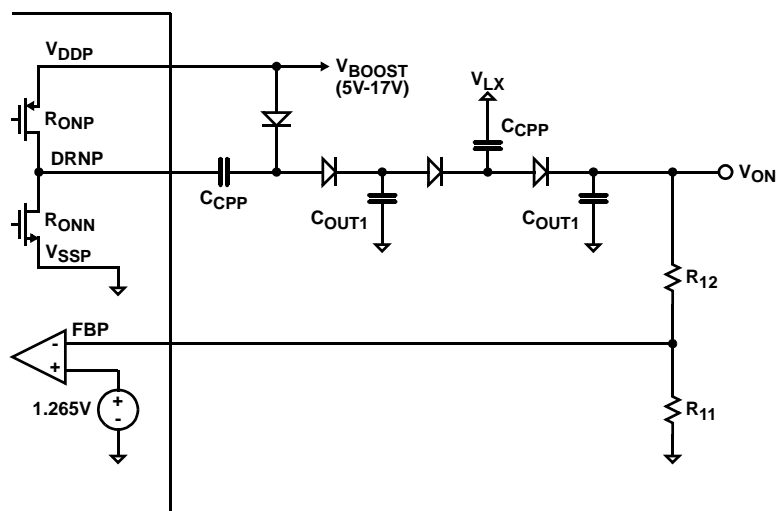 VDDP
VBOOST
(5V-17V)
VLX
RONP
CCPP
DRNP
VON
CCPP
COUT1
COUT1
RONN
VSSP
R12
FBP
-
+
1.265V
+
-
R11